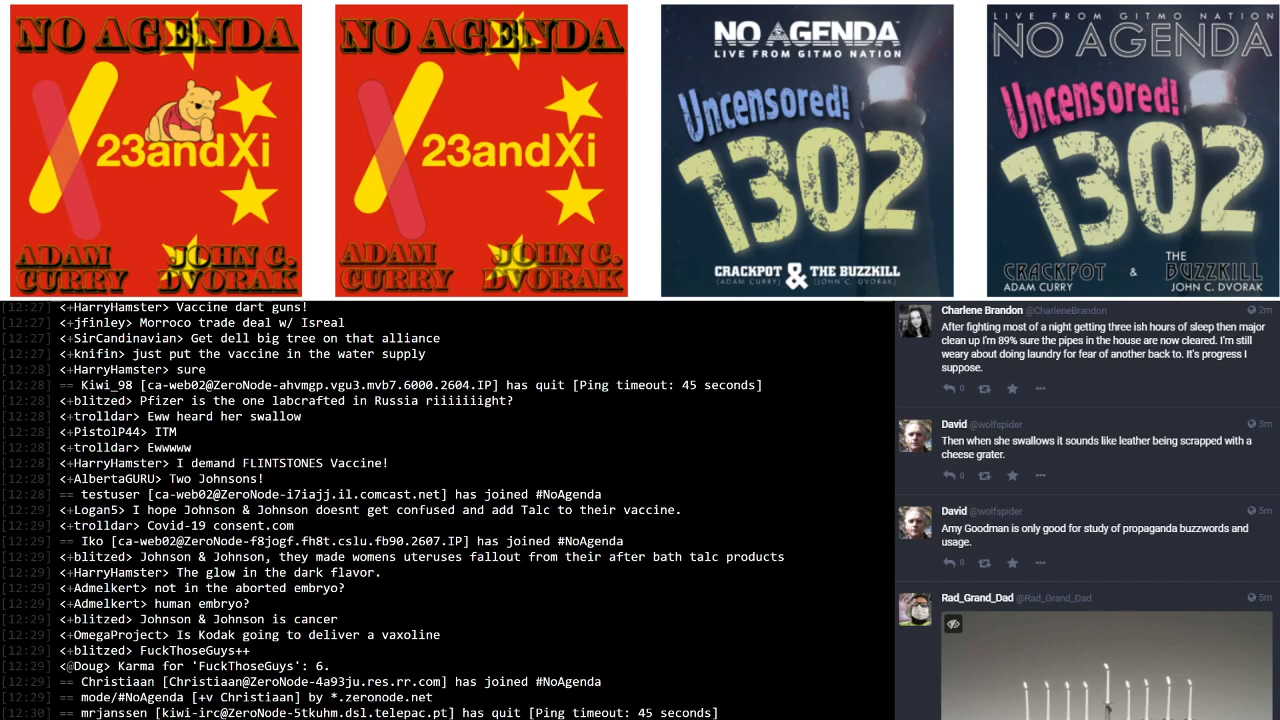 NO AGENDA
23andXi
ADAM CURRY
JOHN C. DVORAK
NO AGENDA
23andXi
ADAM CURRY
JOHN C. DVORAK
NO AGENDA™
LIVE FROM GITMO NATION
Uncensored!
1302
CRACKPOT & THE BUZZKILL
[ADAM CURRY] [JOHN C. DVORAK]
LIVE FROM GITMO NATION
NO AGENDA
Uncensored!
1302
CRACKPOT & THE BUZZKILL
ADAM CURRY JOHN C. DVORAK
[12:27] <+HarryHamster> Vaccine dart guns!
[12:27] <+jfinley> Morroco trade deal w/ Isreal
[12:27] <+SirCandinavian> Get dell big tree on that alliance
[12:27] <+knifin> just put the vaccine in the water supply
[12:28] <+HarryHamster> sure
[12:28] == Kiwi_98 [ca-web02@ZeroNode-ahvmgp.vgu3.mvb7.6000.2604.IP] has quit [Ping timeout: 45 seconds]
[12:28] <+blitzed> Pfizer is the one labcrafted in Russia riiiiiiight?
[12:28] <+trolldar> Eww heard her swallow
[12:28] <+PistolP44> ITM
[12:28] <+trolldar> Ewwwww
[12:28] <+HarryHamster> I demand FLINTSTONES Vaccine!
[12:28] <+AlbertaGURU> Two Johnsons!
[12:28] == testuser [ca-web02@ZeroNode-i7iajj.il.comcast.net] has joined #NoAgenda
[12:29] <+Logan5> I hope Johnson & Johnson doesnt get confused and add Talc to their vaccine.
[12:29] <+trolldar> Covid-19 consent.com
[12:29] == Iko [ca-web02@ZeroNode-f8jogf.fh8t.cslu.fb90.2607.IP] has joined #NoAgenda
[12:29] <+blitzed> Johnson & Johnson, they made womens uteruses fallout from their after bath talc products
[12:29] <+HarryHamster> The glow in the dark flavor.
[12:29] <+Admelkert> not in the aborted embryo?
[12:29] <+Admelkert> human embryo?
[12:29] <+blitzed> Johnson & Johnson is cancer
[12:29] <+OmegaProject> Is Kodak going to deliver a vaxoline
[12:29] <+blitzed> FuckThoseGuys++
[12:29] <@Doug> Karma for 'FuckThoseGuys': 6.
[12:29] == Christiaan [Christiaan@ZeroNode-4a93ju.res.rr.com] has joined #NoAgenda
[12:29] == mode/#NoAgenda [+v Christiaan] by *.zeronode.net
[12:30] == mrjanssen [kiwi-irc@ZeroNode-5tkuhm.dsl.telepac.pt] has quit [Ping timeout: 45 seconds]
Charlene Brandon @CharleneBrandon 2m
After fighting most of a night getting three ish hours of sleep then major
clean up I'm 89% sure the pipes in the house are now cleared. I'm still
weary about doing laundry for fear of another back to. It's progress I
suppose.
0
David @wolfspider 3m
Then when she swallows it sounds like leather being scrapped with a
cheese grater.
0
David @wolfspider 5m
Amy Goodman is only good for study of propaganda buzzwords and
usage.
0
Rad_Grand_Dad @Rad_Grand_Dad 5m